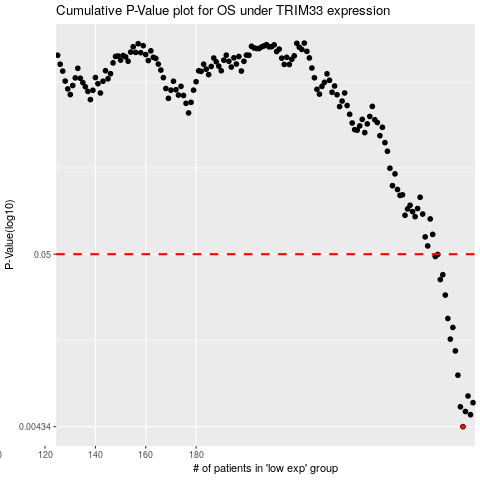 Cumulative P-Value plot for OS under TRIM33 expression
P-Value(log10)
0.05
0.00434
0
120
140
160
180
# of patients in 'low exp' group